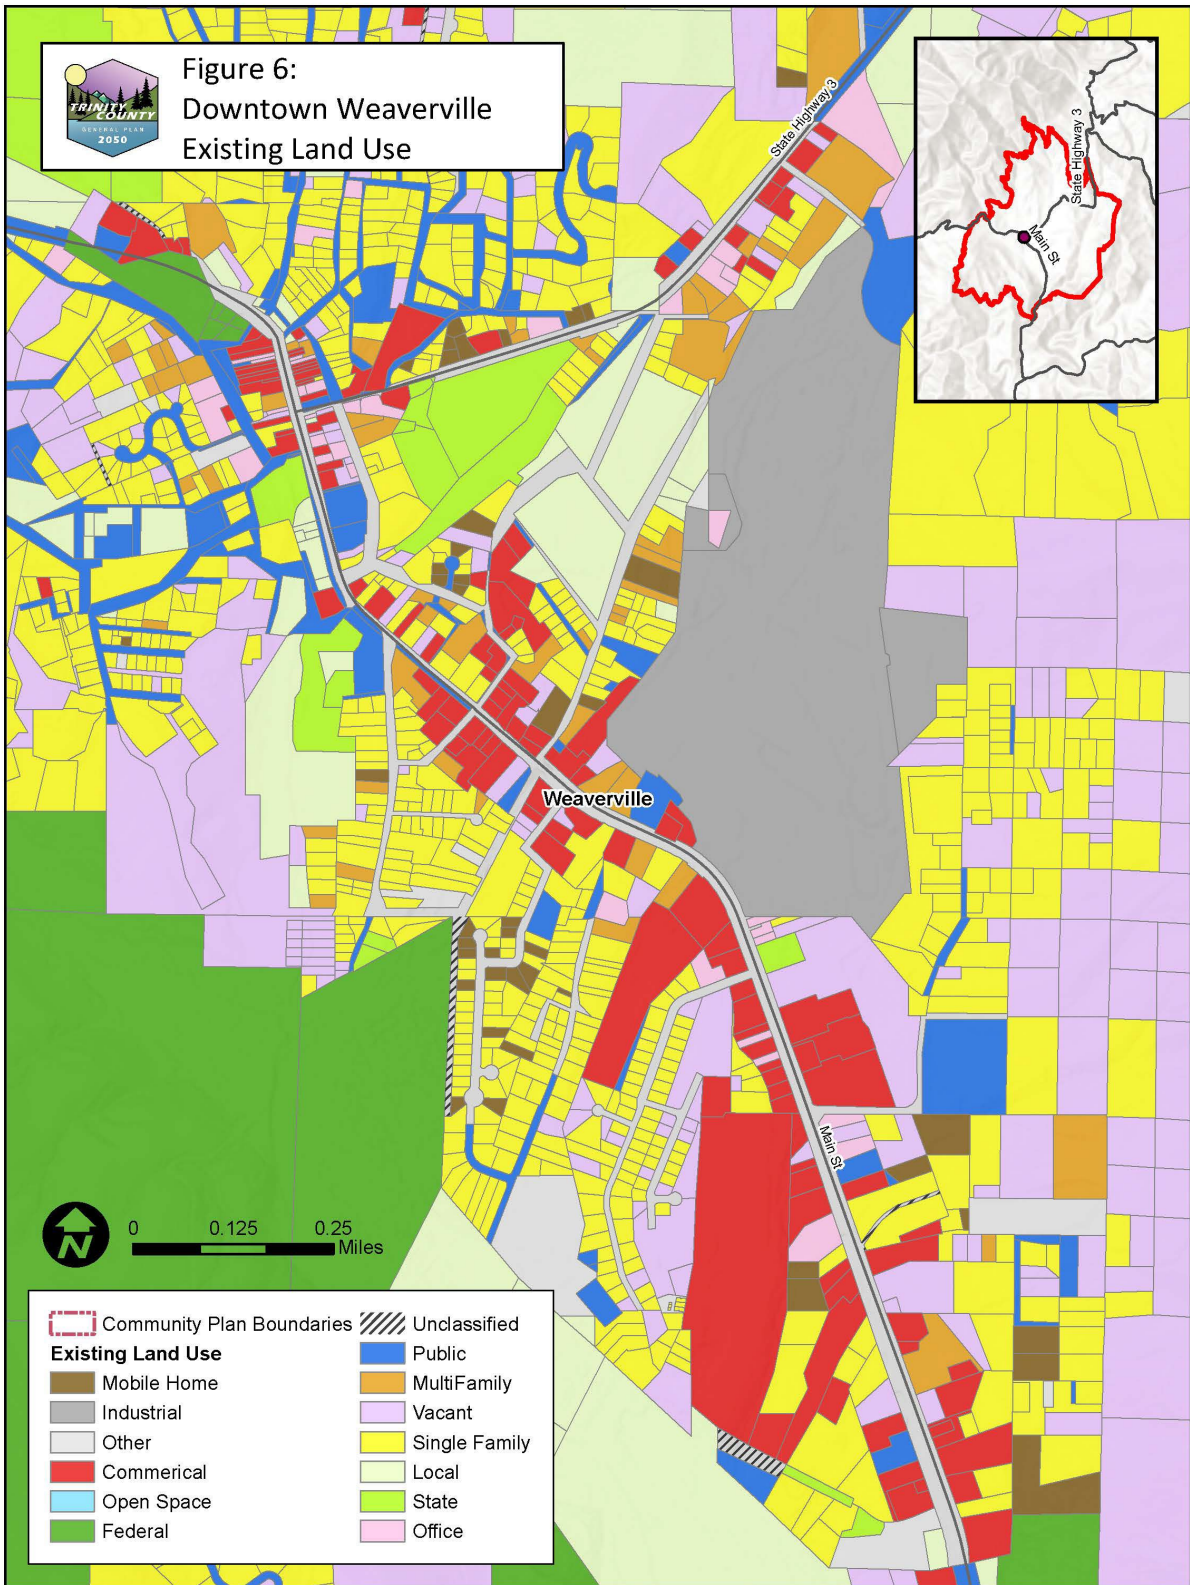 Figure 6:
Downtown Weaverville
Existing Land Use
TRINITY
COUNTY
GENERAL PLAN
2050
State Highway 3
State Highway 3
Main St
Weaverville
Main St
N
0 0.125 0.25
Miles
Community Plan Boundaries
Existing Land Use
Mobile Home
Industrial
Other
Commerical
Open Space
Federal
Unclassified
Public
MultiFamily
Vacant
Single Family
Local
State
Office